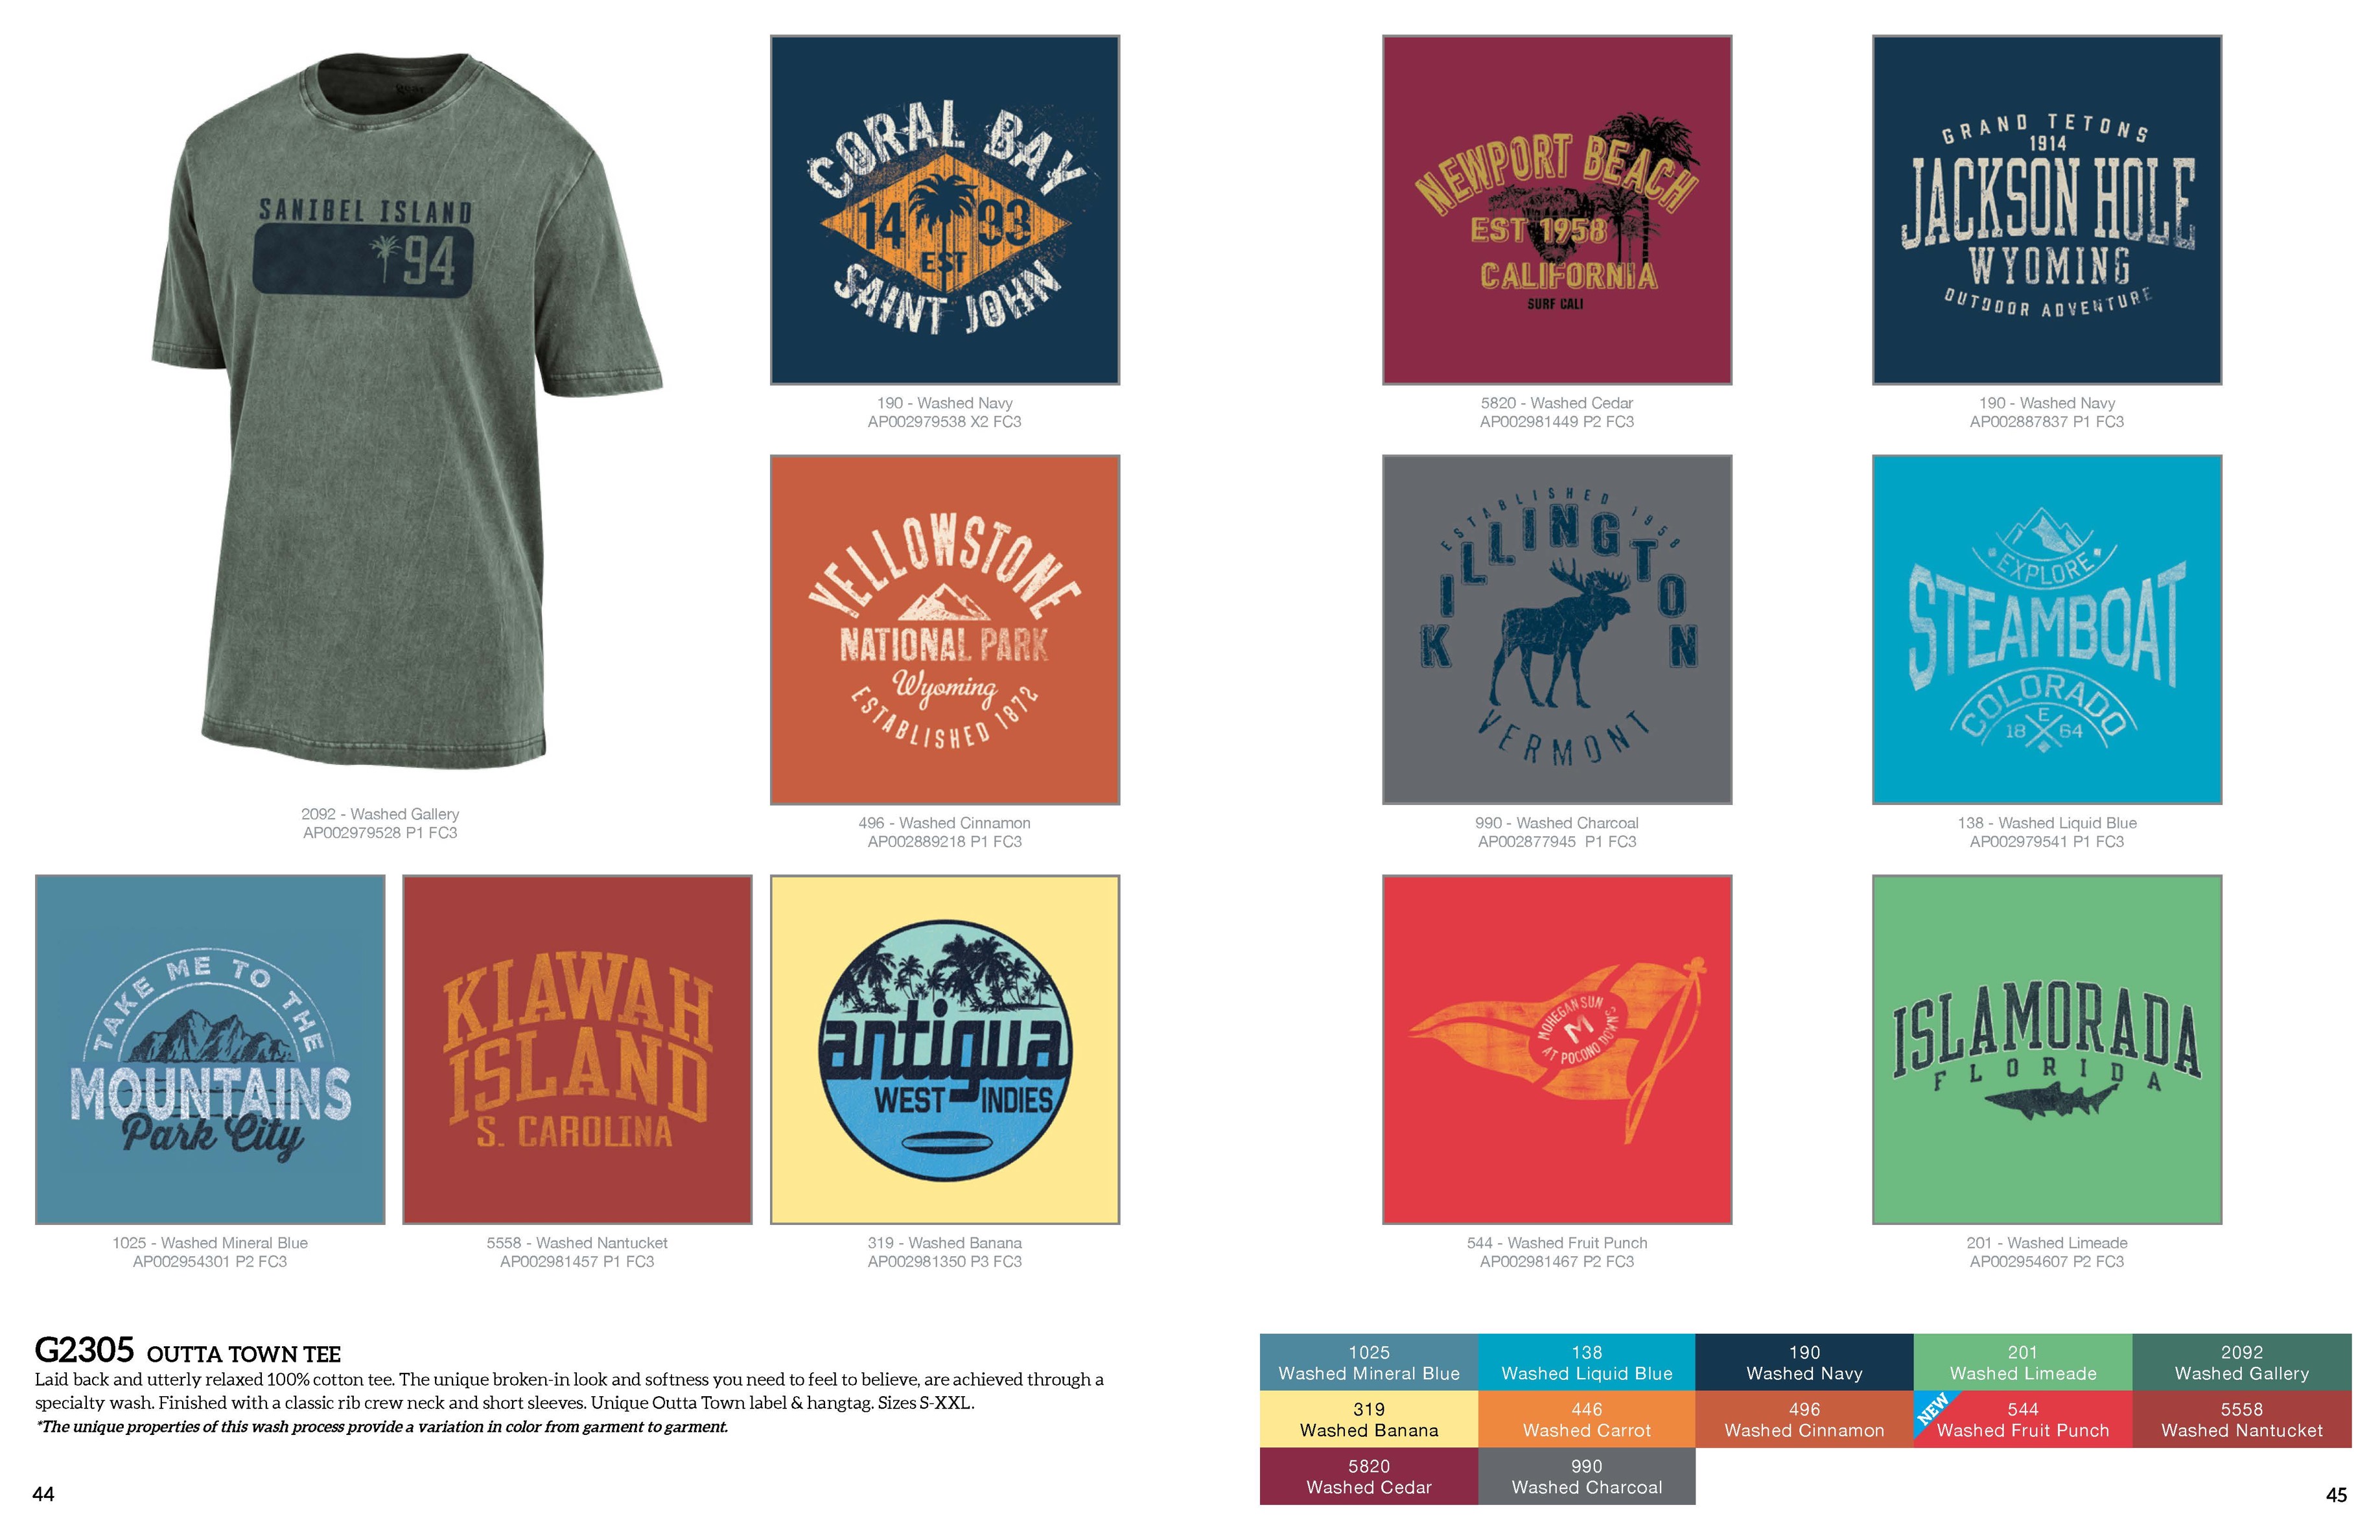 gear
SANIBEL ISLAND
94
2092 - Washed Gallery
AP002979528 P1 FC3
CORAL BAY
14 93
EST
SAINT JOHN
190 - Washed Navy
AP002979538 X2 FC3
YELLOWSTONE
NATIONAL PARK
Wyoming
ESTABLISHED 1872
496 - Washed Cinnamon
AP002889218 P1 FC3
TAKE ME TO THE
MOUNTAINS
Park City
1025 - Washed Mineral Blue
AP002954301 P2 FC3
KIAWAH
ISLAND
S. CAROLINA
5558 - Washed Nantucket
AP002981457 P1 FC3
antigua
WEST INDIES
319 - Washed Banana
AP002981350 P3 FC3
G2305 OUTTA TOWN TEE
Laid back and utterly relaxed 100% cotton tee. The unique broken-in look and softness you need to feel to believe, are achieved through a
specialty wash. Finished with a classic rib crew neck and short sleeves. Unique Outta Town label & hangtag. Sizes S-XXL.
*The unique properties of this wash process provide a variation in color from garment to garment.
44
NEWPORT BEACH
EST 1958
CALIFORNIA
SURF CALI
5820 - Washed Cedar
AP002981449 P2 FC3
GRAND TETONS
1914
JACKSON HOLE
WYOMING
OUTDOOR ADVENTURE
190 - Washed Navy
AP002887837 P1 FC3
ESTABLISHED 1958
KILLINGTON
VERMONT
990 - Washed Charcoal
AP002877945 P1 FC3
EXPLORE
STEAMBOAT
COLORADO
E
18 64
138 - Washed Liquid Blue
AP002979541 P1 FC3
MOHEGAN SUN
M
AT POCONO DOWNS
544 - Washed Fruit Punch
AP002981467 P2 FC3
ISLAMORADA
FLORIDA
201 - Washed Limeade
AP002954607 P2 FC3
1025
Washed Mineral Blue
138
Washed Liquid Blue
190
Washed Navy
201
Washed Limeade
2092
Washed Gallery
319
Washed Banana
446
Washed Carrot
496
Washed Cinnamon
NEW
544
Washed Fruit Punch
5558
Washed Nantucket
5820
Washed Cedar
990
Washed Charcoal
45